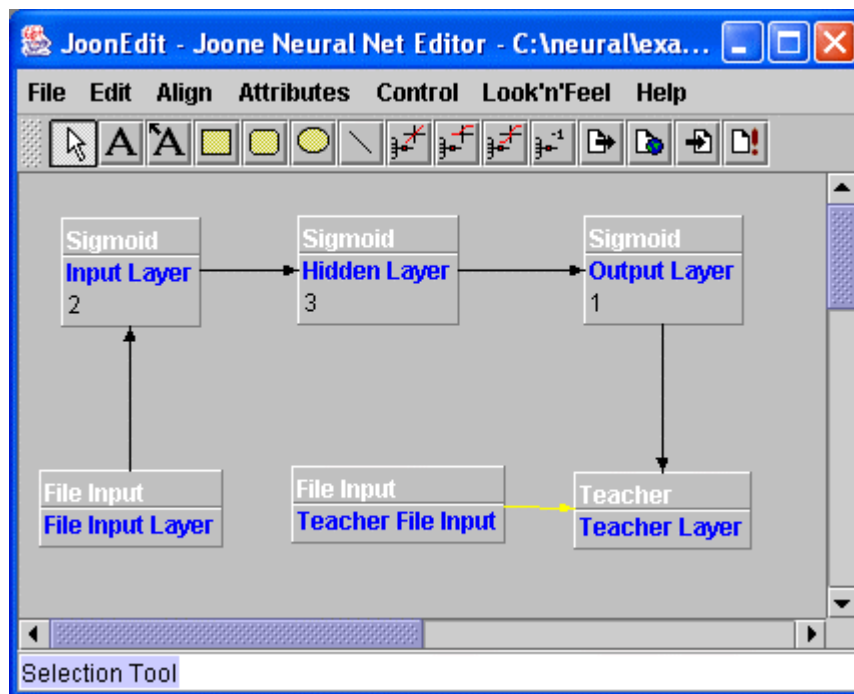 JoonEdit - Joone Neural Net Editor - C:\neural\exa...
File Edit Align Attributes Control Look'n'Feel Help
A A -1
Sigmoid Sigmoid Sigmoid
Input Layer Hidden Layer Output Layer
2 3 1
File Input File Input Teacher
File Input Layer Teacher File Input Teacher Layer
Selection Tool